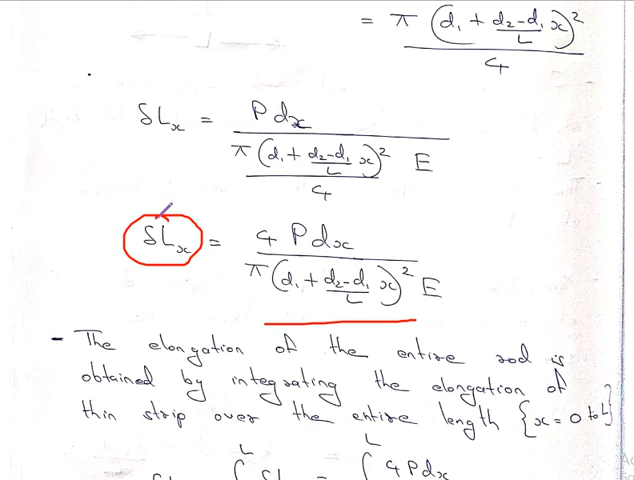 = π (d₁ + (d₂-d₁)/L x)² / 4
δLx = P dx / (π (d₁ + (d₂-d₁)/L x)² / 4 E)
δLx = 4 P dx / (π (d₁ + (d₂-d₁)/L x)² E)
- The elongation of the entire rod is
obtained by integrating the elongation of
thin strip over the entire length {x = 0 to L}
∫ L = ∫ L 4 P dx